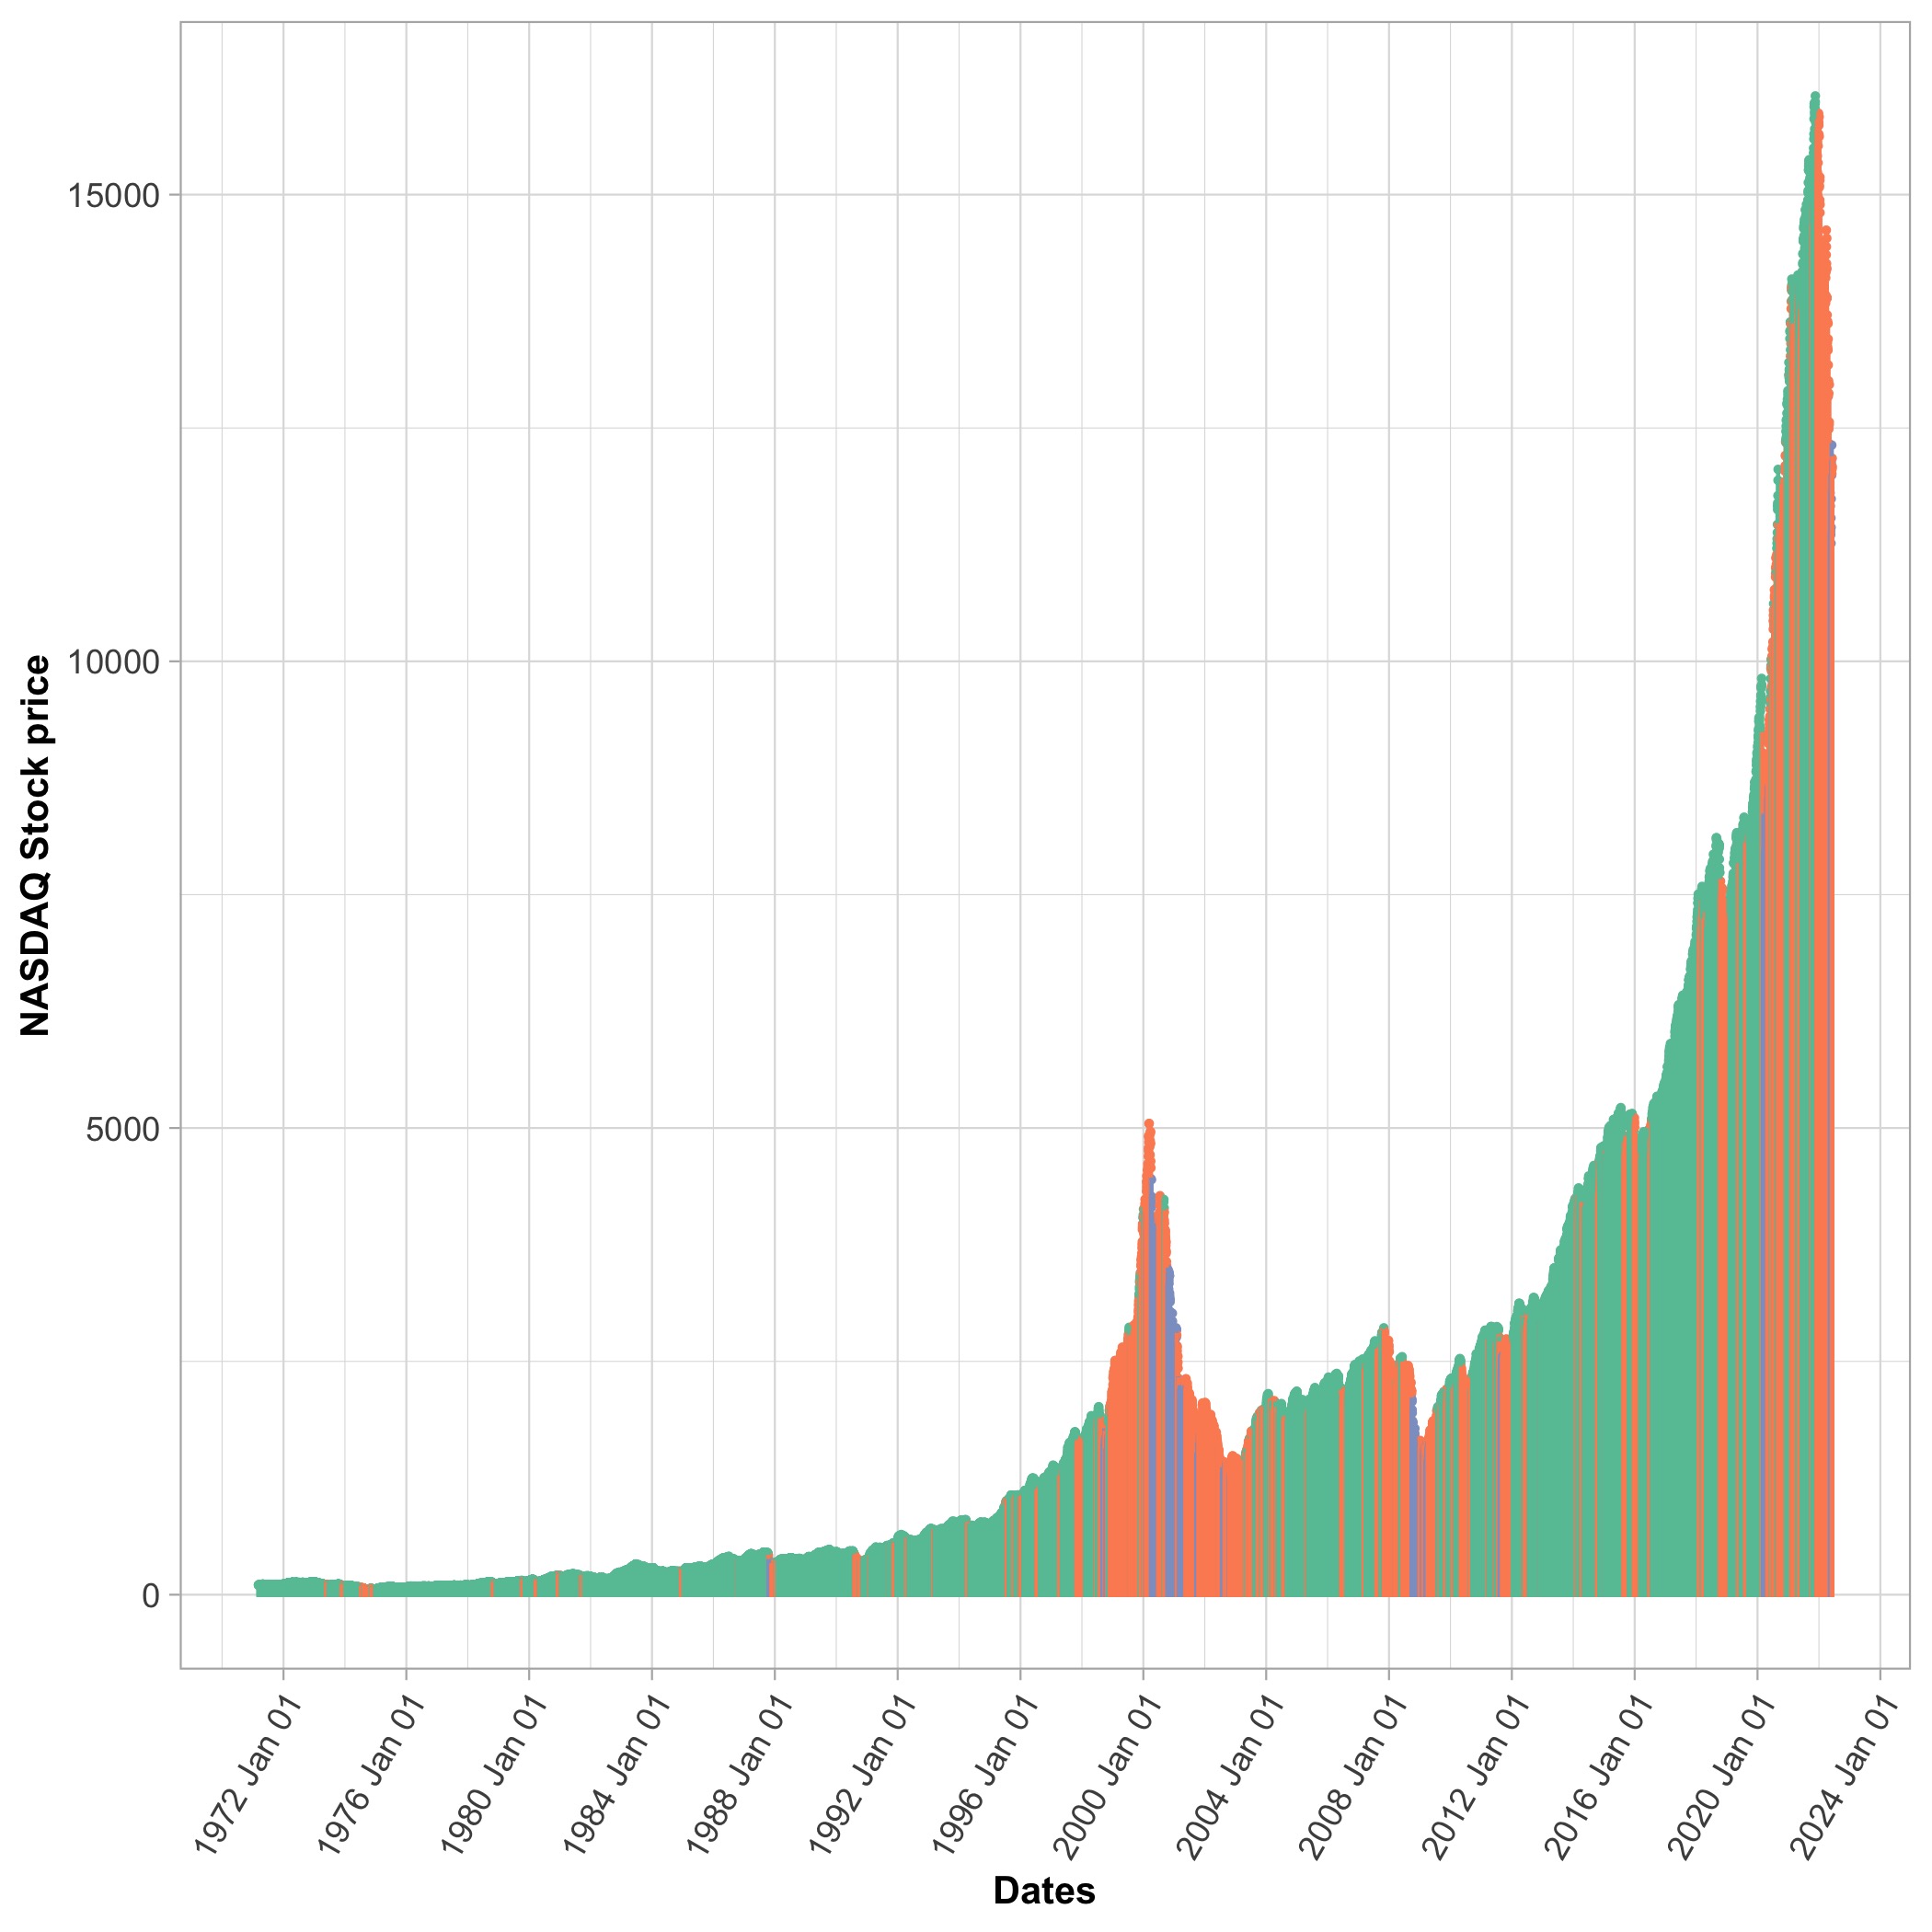 NASDAQ Stock price
15000
10000
5000
0
1972 Jan 01
1976 Jan 01
1980 Jan 01
1984 Jan 01
1988 Jan 01
1992 Jan 01
1996 Jan 01
2000 Jan 01
2004 Jan 01
2008 Jan 01
2012 Jan 01
2016 Jan 01
2020 Jan 01
2024 Jan 01
Dates